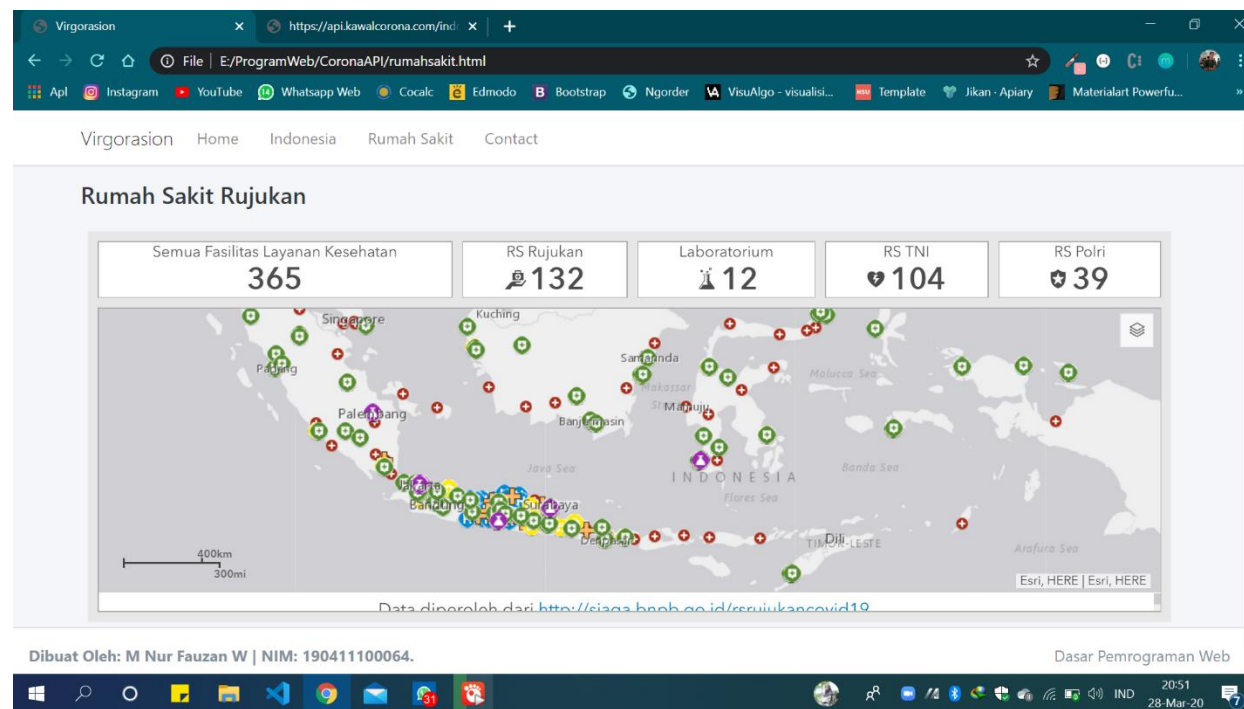 Virgorasion
https://api.kawalcorona.com/ind
File E:/ProgramWeb/CoronaAPI/rumahsakit.html
Apl Instagram YouTube Whatsapp Web Cocalc Edmodo Bootstrap Ngorder VisuAlgo - visualisi... Template Jikan · Apiary Materialart Powerfu... »
Virgorasion Home Indonesia Rumah Sakit Contact
Rumah Sakit Rujukan
Semua Fasilitas Layanan Kesehatan
365
RS Rujukan
132
Laboratorium
12
RS TNI
104
RS Polri
39
Singapore
Kuching
Padang
Samarinda
Molucca Sea
Makassar
Mamuju
Palembang
Banjarmasin
Java Sea
Banda Sea
INDONESIA
Jakarta
Flores Sea
Bandung
Surabaya
Denpasar
Dili
TIMOR-LESTE
Arafura Sea
400km
300mi
Esri, HERE | Esri, HERE
Data diperoleh dari http://siaga.bnpb.go.id/rsrujukancovid19
Dibuat Oleh: M Nur Fauzan W | NIM: 190411100064.
Dasar Pemrograman Web
31
IND
20:51
28-Mar-20
7